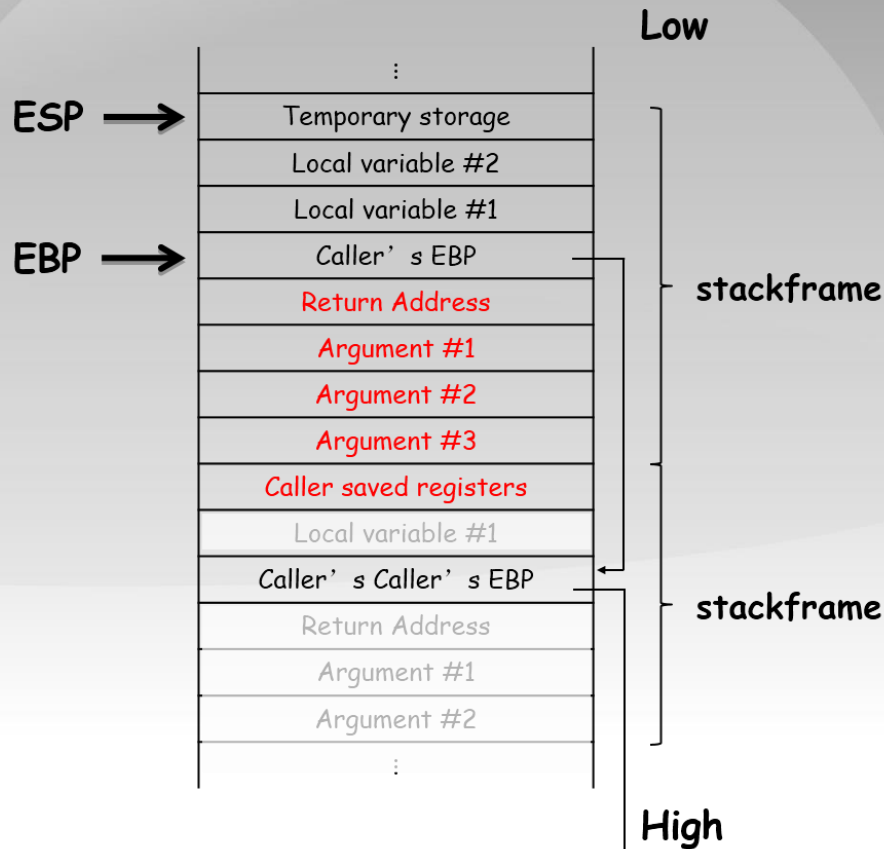 Low
⋮
ESP
Temporary storage
Local variable #2
Local variable #1
EBP
Caller’s EBP
stackframe
Return Address
Argument #1
Argument #2
Argument #3
Caller saved registers
Local variable #1
Caller’s Caller’s EBP
stackframe
Return Address
Argument #1
Argument #2
⋮
High